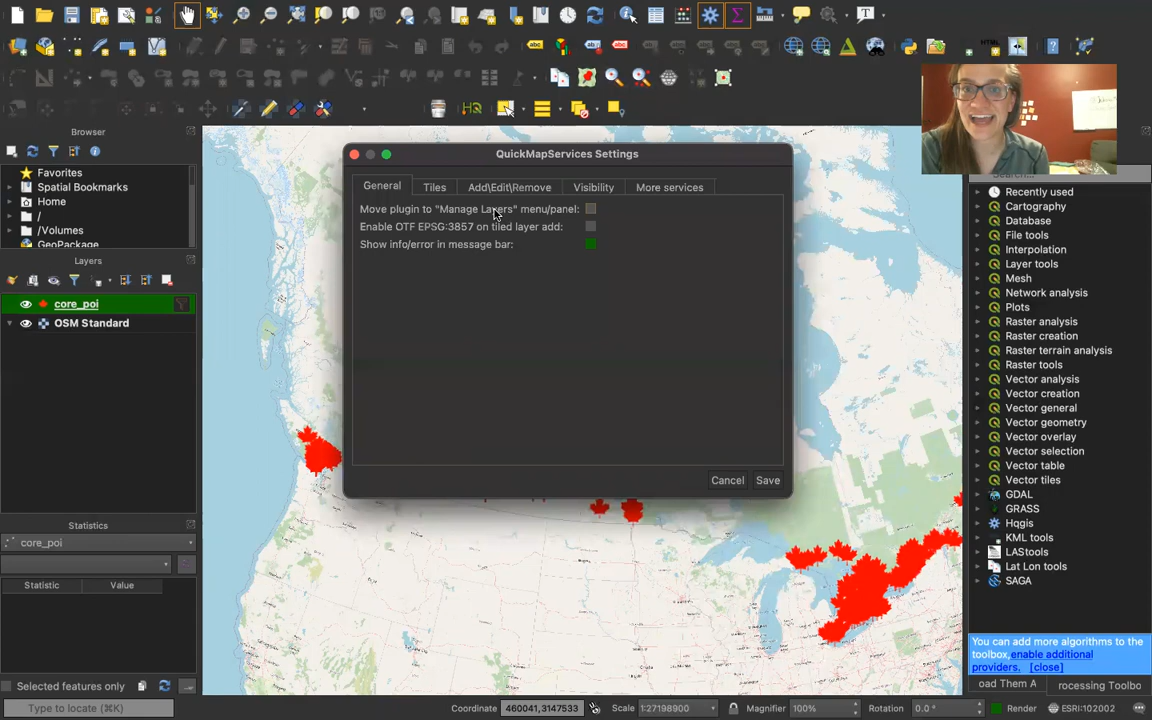 QuickMapServices Settings
General
Tiles
Add\Edit\Remove
Visibility
More services
Move plugin to "Manage Layers" menu/panel:
Enable OTF EPSG:3857 on tiled layer add:
Show info/error in message bar:
Cancel
Save
Browser
Favorites
Spatial Bookmarks
Home
/
/Volumes
GeoPackage
Layers
core_poi
OSM Standard
Statistics
core_poi
Statistic
Value
Selected features only
Search...
Recently used
Cartography
Database
File tools
Interpolation
Layer tools
Mesh
Network analysis
Plots
Raster analysis
Raster creation
Raster terrain analysis
Raster tools
Vector analysis
Vector creation
Vector general
Vector geometry
Vector overlay
Vector selection
Vector table
Vector tiles
GDAL
GRASS
Hqgis
KML tools
LAStools
Lat Lon tools
SAGA
You can add more algorithms to the
toolbox, enable additional
providers. [close]
oad Them A
rocessing Toolbo
Type to locate (⌘K)
Coordinate 460041,3147533
Scale 1:27198900
Magnifier 100%
Rotation 0.0 °
Render
ESRI:102002